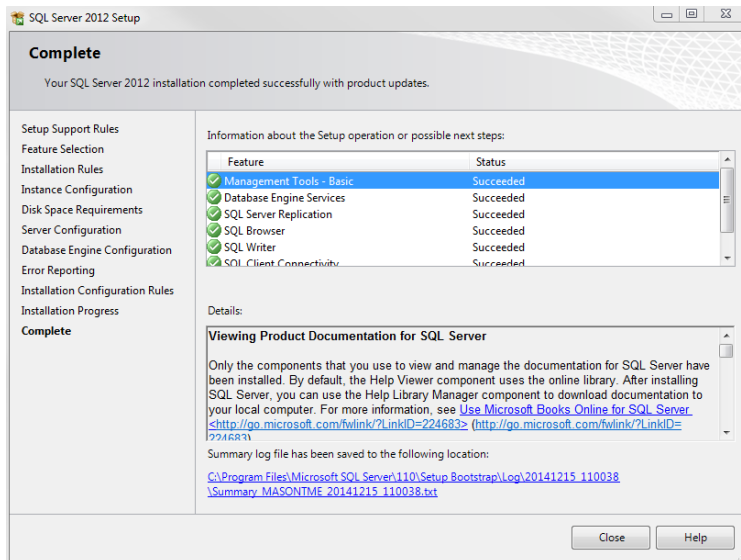 SQL Server 2012 Setup
Complete
Your SQL Server 2012 installation completed successfully with product updates.
Setup Support Rules
Feature Selection
Installation Rules
Instance Configuration
Disk Space Requirements
Server Configuration
Database Engine Configuration
Error Reporting
Installation Configuration Rules
Installation Progress
Complete
Information about the Setup operation or possible next steps:
Feature Status
Management Tools - Basic Succeeded
Database Engine Services Succeeded
SQL Server Replication Succeeded
SQL Browser Succeeded
SQL Writer Succeeded
SQL Client Connectivity Succeeded
Details:
Viewing Product Documentation for SQL Server
Only the components that you use to view and manage the documentation for SQL Server have
been installed. By default, the Help Viewer component uses the online library. After installing
SQL Server, you can use the Help Library Manager component to download documentation to
your local computer. For more information, see Use Microsoft Books Online for SQL Server
<http://go.microsoft.com/fwlink/?LinkID=224683> (http://go.microsoft.com/fwlink/?LinkID=
224683).
Summary log file has been saved to the following location:
C:\Program Files\Microsoft SQL Server\110\Setup Bootstrap\Log\20141215_110038
\Summary_MASONTME_20141215_110038.txt
Close Help